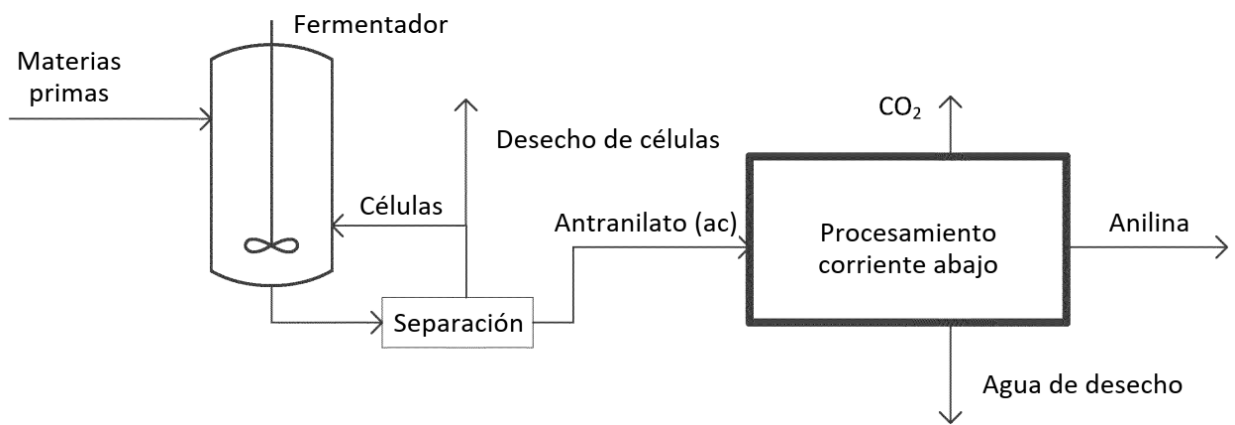 Fermentador
Materias
primas
CO₂
Desecho de células
Células
Antranilato (ac)
Procesamiento
corriente abajo
Anilina
Separación
Agua de desecho